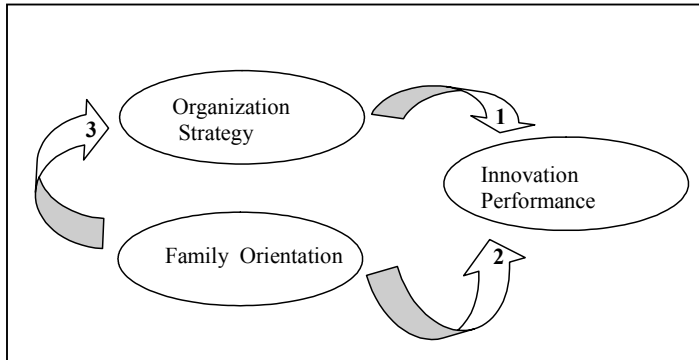 Organization
Strategy
1
3
Innovation
Performance
Family Orientation
2